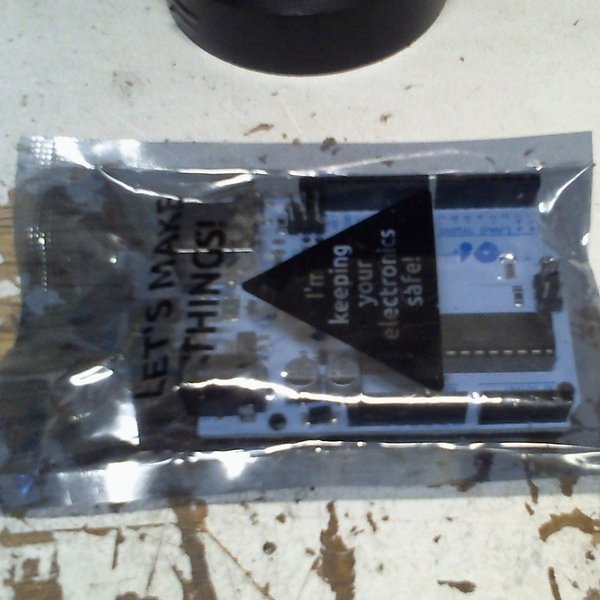 LET'S MAKE
THINGS!
I'm
keeping
your
electronics
safe!